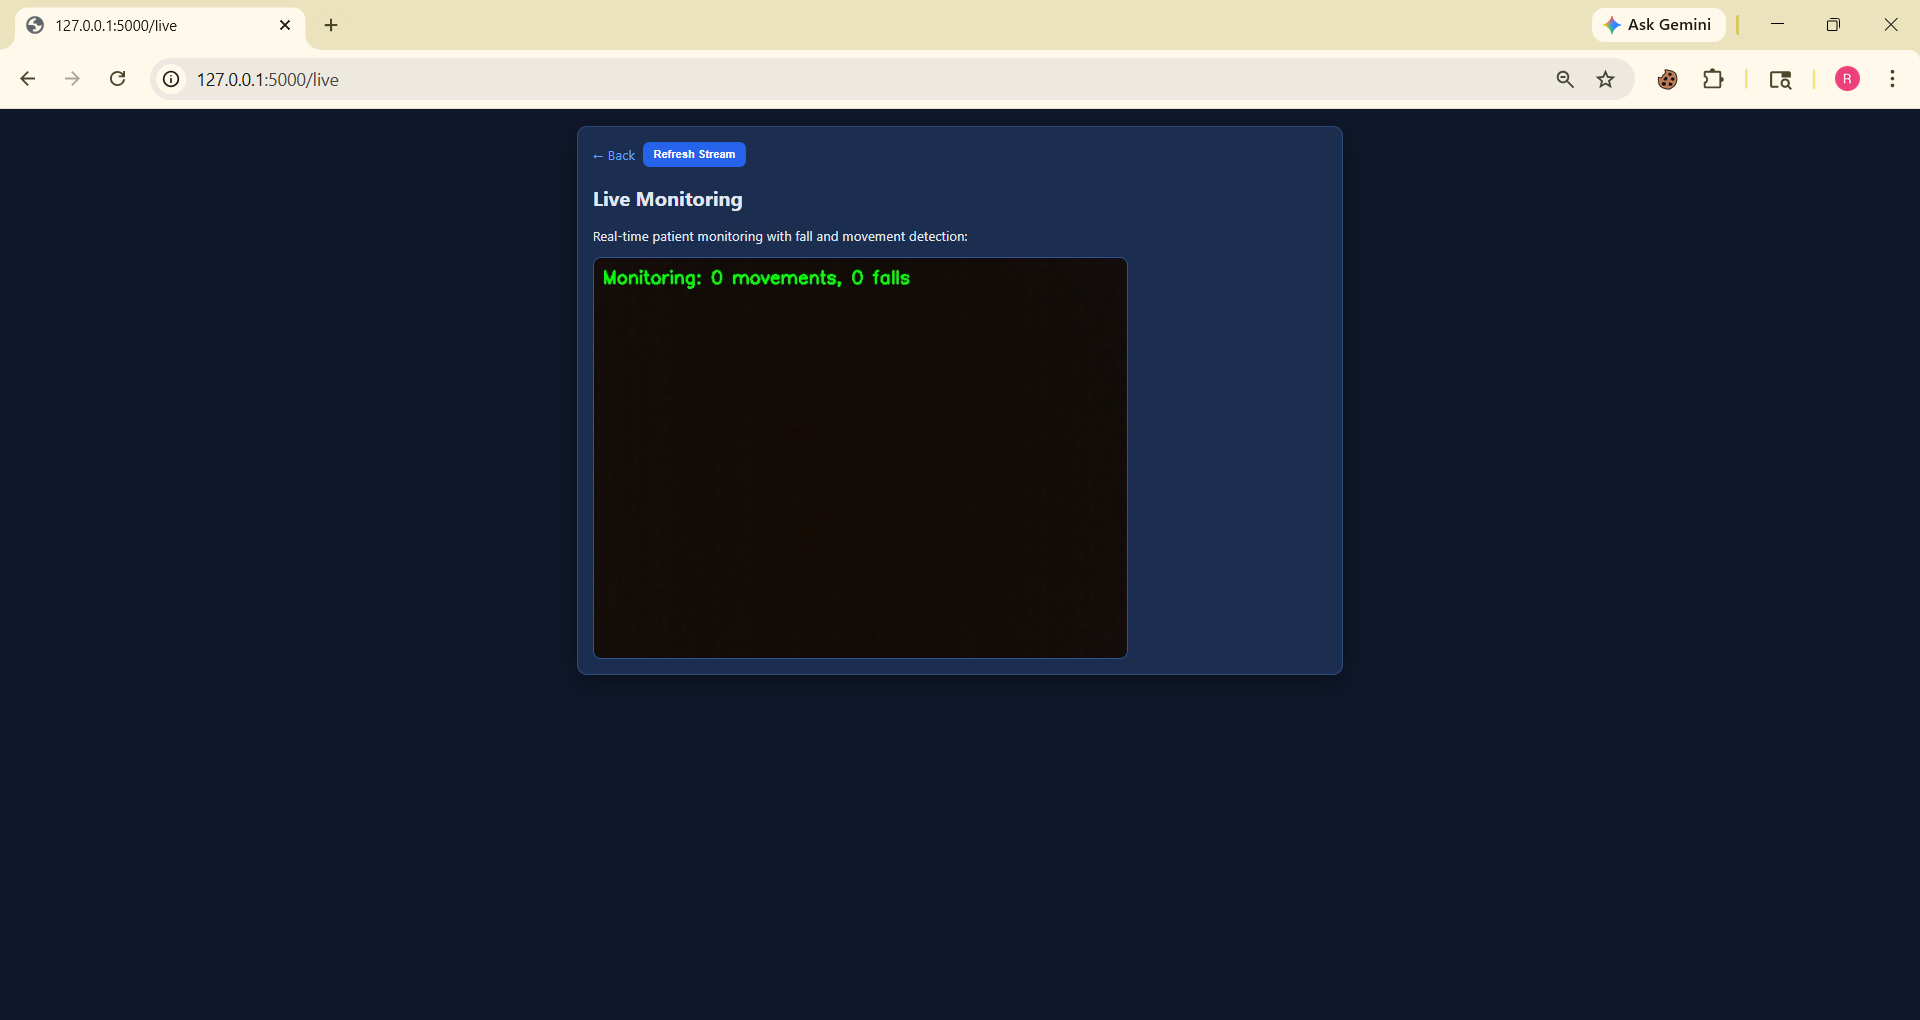 127.0.0.1:5000/live
Ask Gemini
127.0.0.1:5000/live
R
← Back
Refresh Stream
Live Monitoring
Real-time patient monitoring with fall and movement detection:
Monitoring: 0 movements, 0 falls